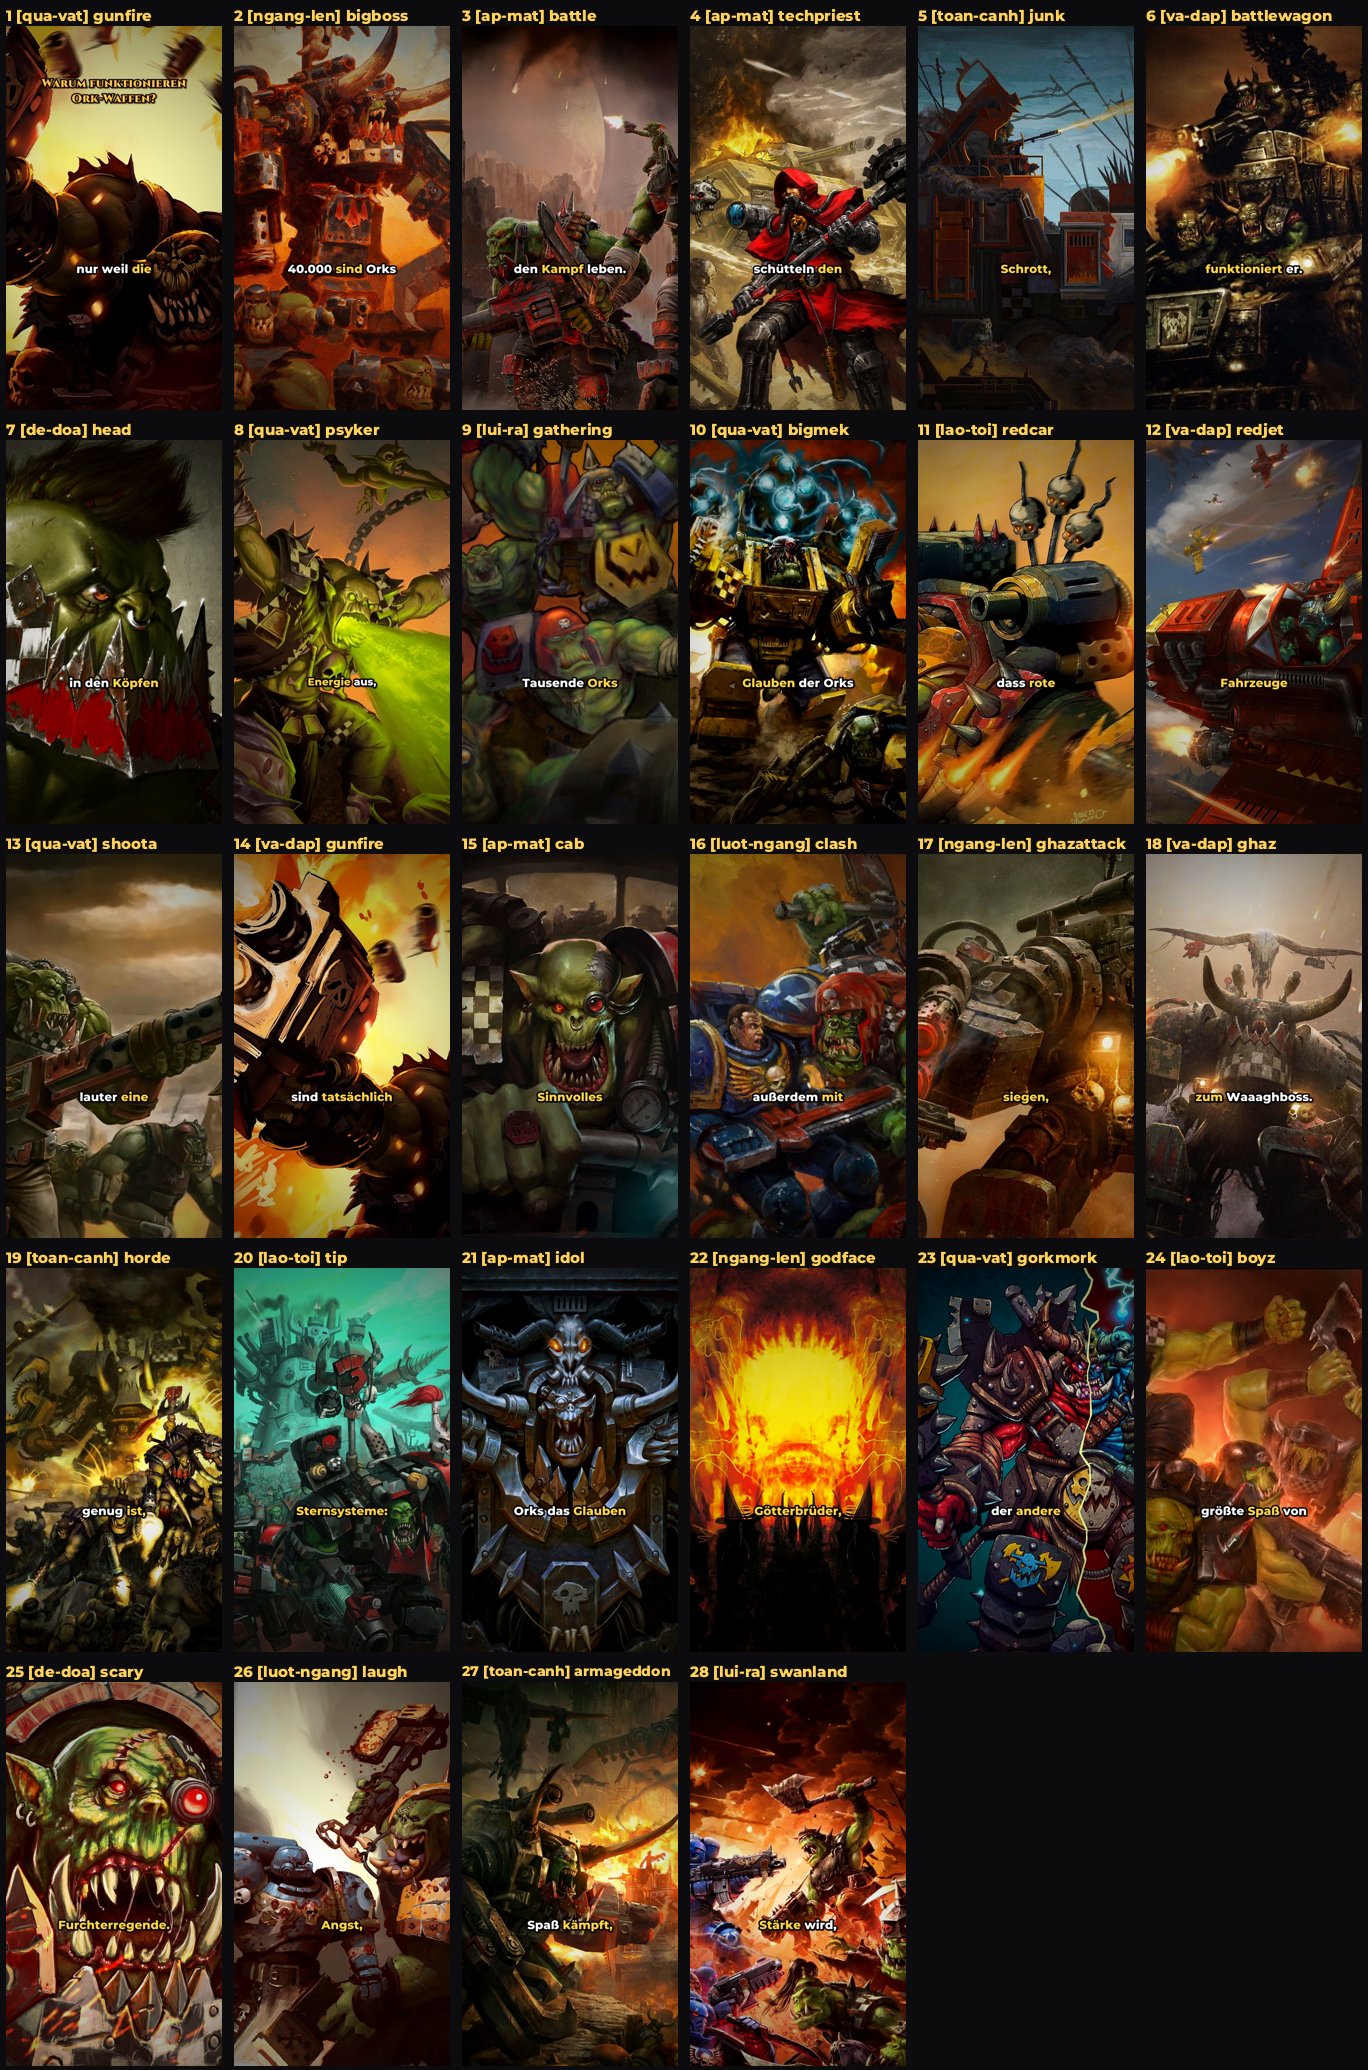 1 [qua-vat] gunfire
WARUM FUNKTIONIEREN
ORK-WAFFEN?
nur weil die
2 [ngang-len] bigboss
40.000 sind Orks
3 [ap-mat] battle
den Kampf leben.
4 [ap-mat] techpriest
schütteln den
5 [toan-canh] junk
Schrott,
6 [va-dap] battlewagon
funktioniert er.
7 [de-doa] head
in den Köpfen
8 [qua-vat] psyker
Energie aus,
9 [lui-ra] gathering
Tausende Orks
10 [qua-vat] bigmek
Glauben der Orks
11 [lao-toi] redcar
dass rote
12 [va-dap] redjet
Fahrzeuge
13 [qua-vat] shoota
lauter eine
14 [va-dap] gunfire
sind tatsächlich
15 [ap-mat] cab
Sinnvolles
16 [luot-ngang] clash
außerdem mit
17 [ngang-len] ghazattack
siegen,
18 [va-dap] ghaz
zum Waaaghboss.
19 [toan-canh] horde
genug ist,
20 [lao-toi] tip
Sternsysteme:
21 [ap-mat] idol
Orks das Glauben
22 [ngang-len] godface
Götterbrüder,
23 [qua-vat] gorkmork
der andere
24 [lao-toi] boyz
größte Spaß von
25 [de-doa] scary
Furchterregende.
26 [luot-ngang] laugh
Angst,
27 [toan-canh] armageddon
Spaß kämpft,
28 [lui-ra] swanland
Stärke wird,